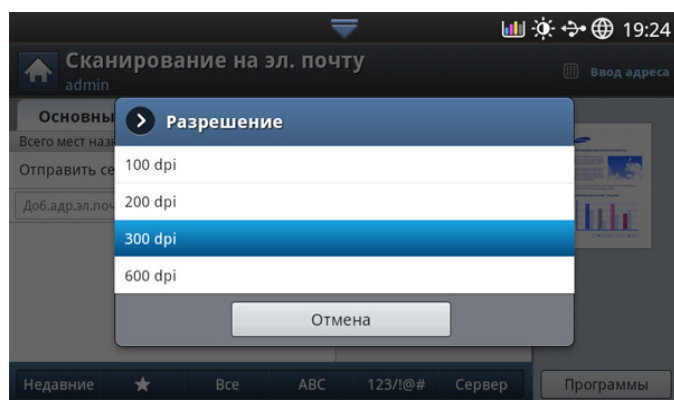 19:24
Сканирование на эл. почту
admin
Ввод адреса
Основны
Всего мест наз
Отправить се
Доб.адр.эл.поч
Разрешение
100 dpi
200 dpi
300 dpi
600 dpi
Отмена
Недавние ★ Все ABC 123/!@# Сервер Программы